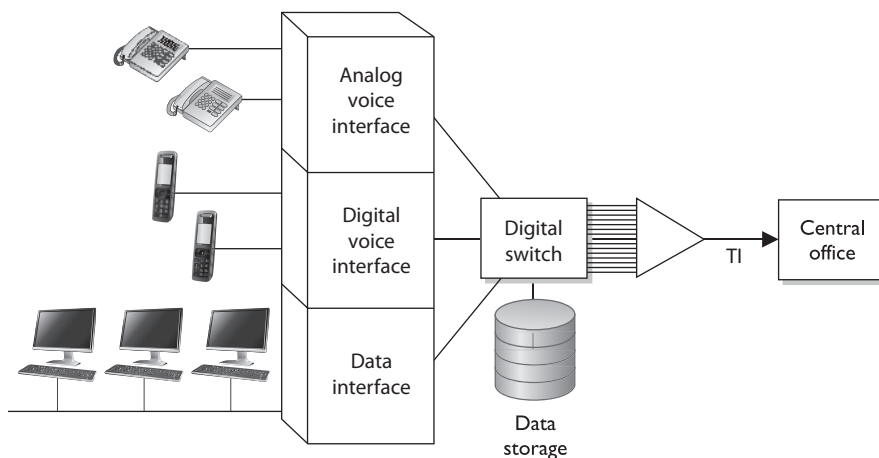 Analog
voice
interface
Digital
voice
interface
Data
interface
Digital
switch
Data
storage
TI
Central
office